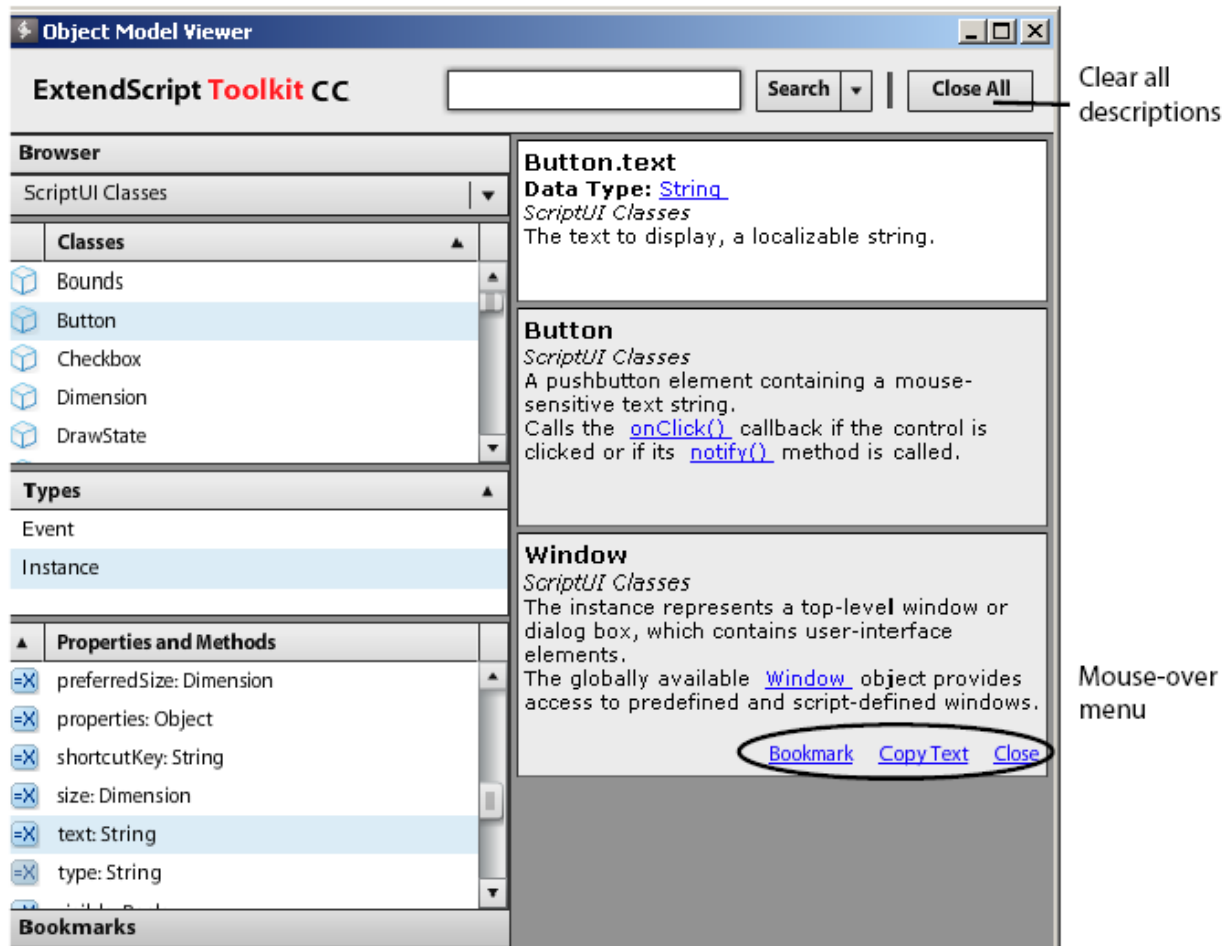 Object Model Viewer
ExtendScript Toolkit CC
Search
Close All
Clear all
descriptions
Browser
ScriptUI Classes
Classes
Bounds
Button
Checkbox
Dimension
DrawState
Types
Event
Instance
Properties and Methods
preferredSize: Dimension
properties: Object
shortcutKey: String
size: Dimension
text: String
type: String
Bookmarks
Button.text
Data Type: String
ScriptUI Classes
The text to display, a localizable string.
Button
ScriptUI Classes
A pushbutton element containing a mouse-
sensitive text string.
Calls the onClick() callback if the control is
clicked or if its notify() method is called.
Window
ScriptUI Classes
The instance represents a top-level window or
dialog box, which contains user-interface
elements.
The globally available Window object provides
access to predefined and script-defined windows.
Bookmark Copy Text Close
Mouse-over
menu